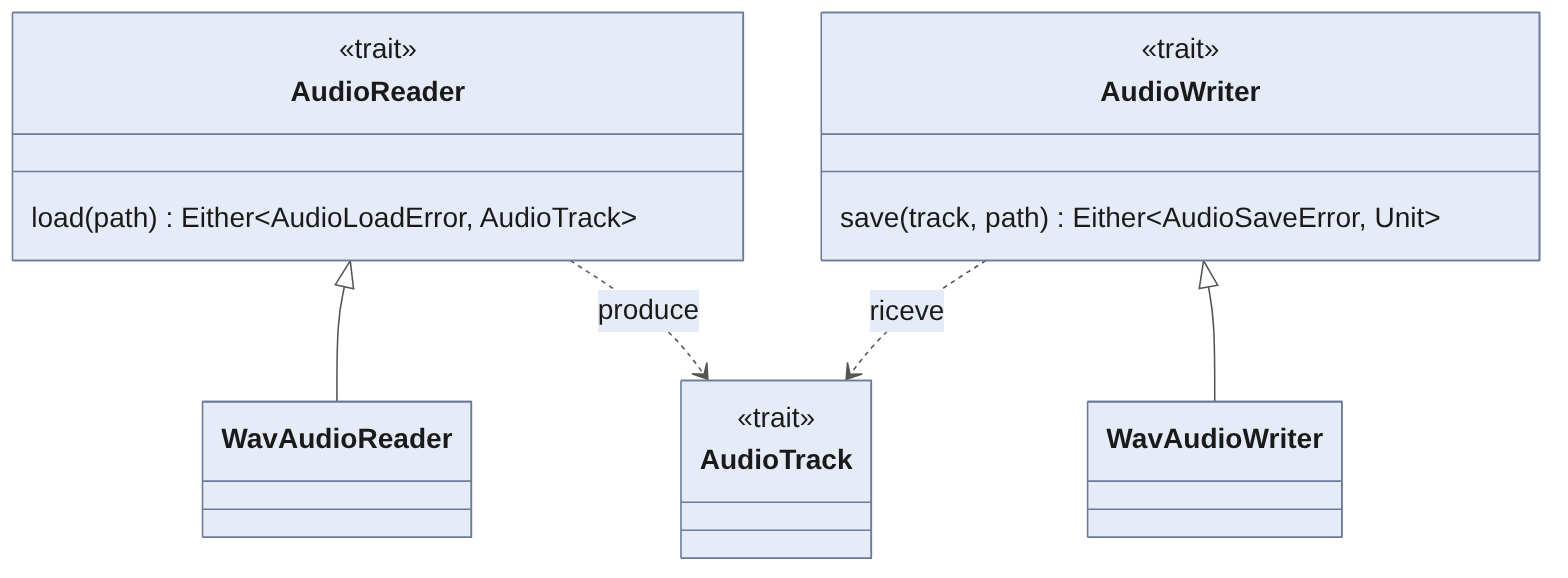 «trait»
AudioReader
load(path) : Either<AudioLoadError, AudioTrack>
«trait»
AudioWriter
save(track, path) : Either<AudioSaveError, Unit>
produce
riceve
WavAudioReader
«trait»
AudioTrack
WavAudioWriter